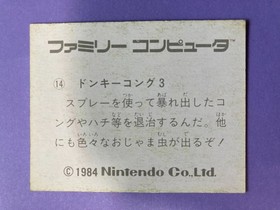 ファミリー コンピュータ™
⑭ ドンキーコング3
スプレーを使って暴れ出したコ
ングやハチ等を退治するんだ。他
にも色々なおじゃま虫が出るぞ!
©1984 Nintendo Co.,Ltd.